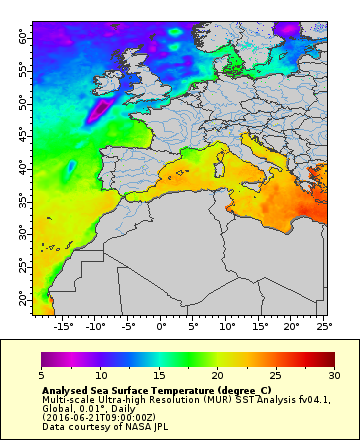 60°
55°
50°
45°
40°
35°
30°
25°
20°
-15° -10° -5° 0° 5° 10° 15° 20° 25°
5 10 15 20 25 30
Analysed Sea Surface Temperature (degree_C)
Multi-scale Ultra-high Resolution (MUR) SST Analysis fv04.1,
Global, 0.01°, Daily
(2016-06-21T09:00:00Z)
Data courtesy of NASA JPL